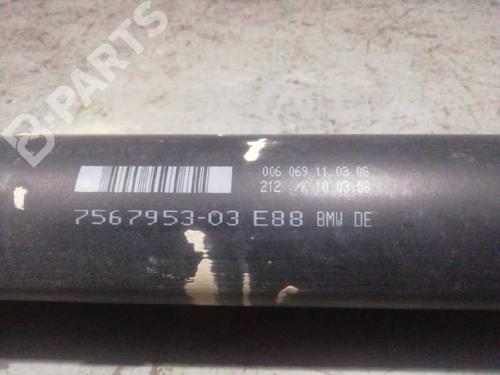 B-PARTS
006 069 11.03.08
212 /K 10.03.08
7567953-03 E88 BMW DE